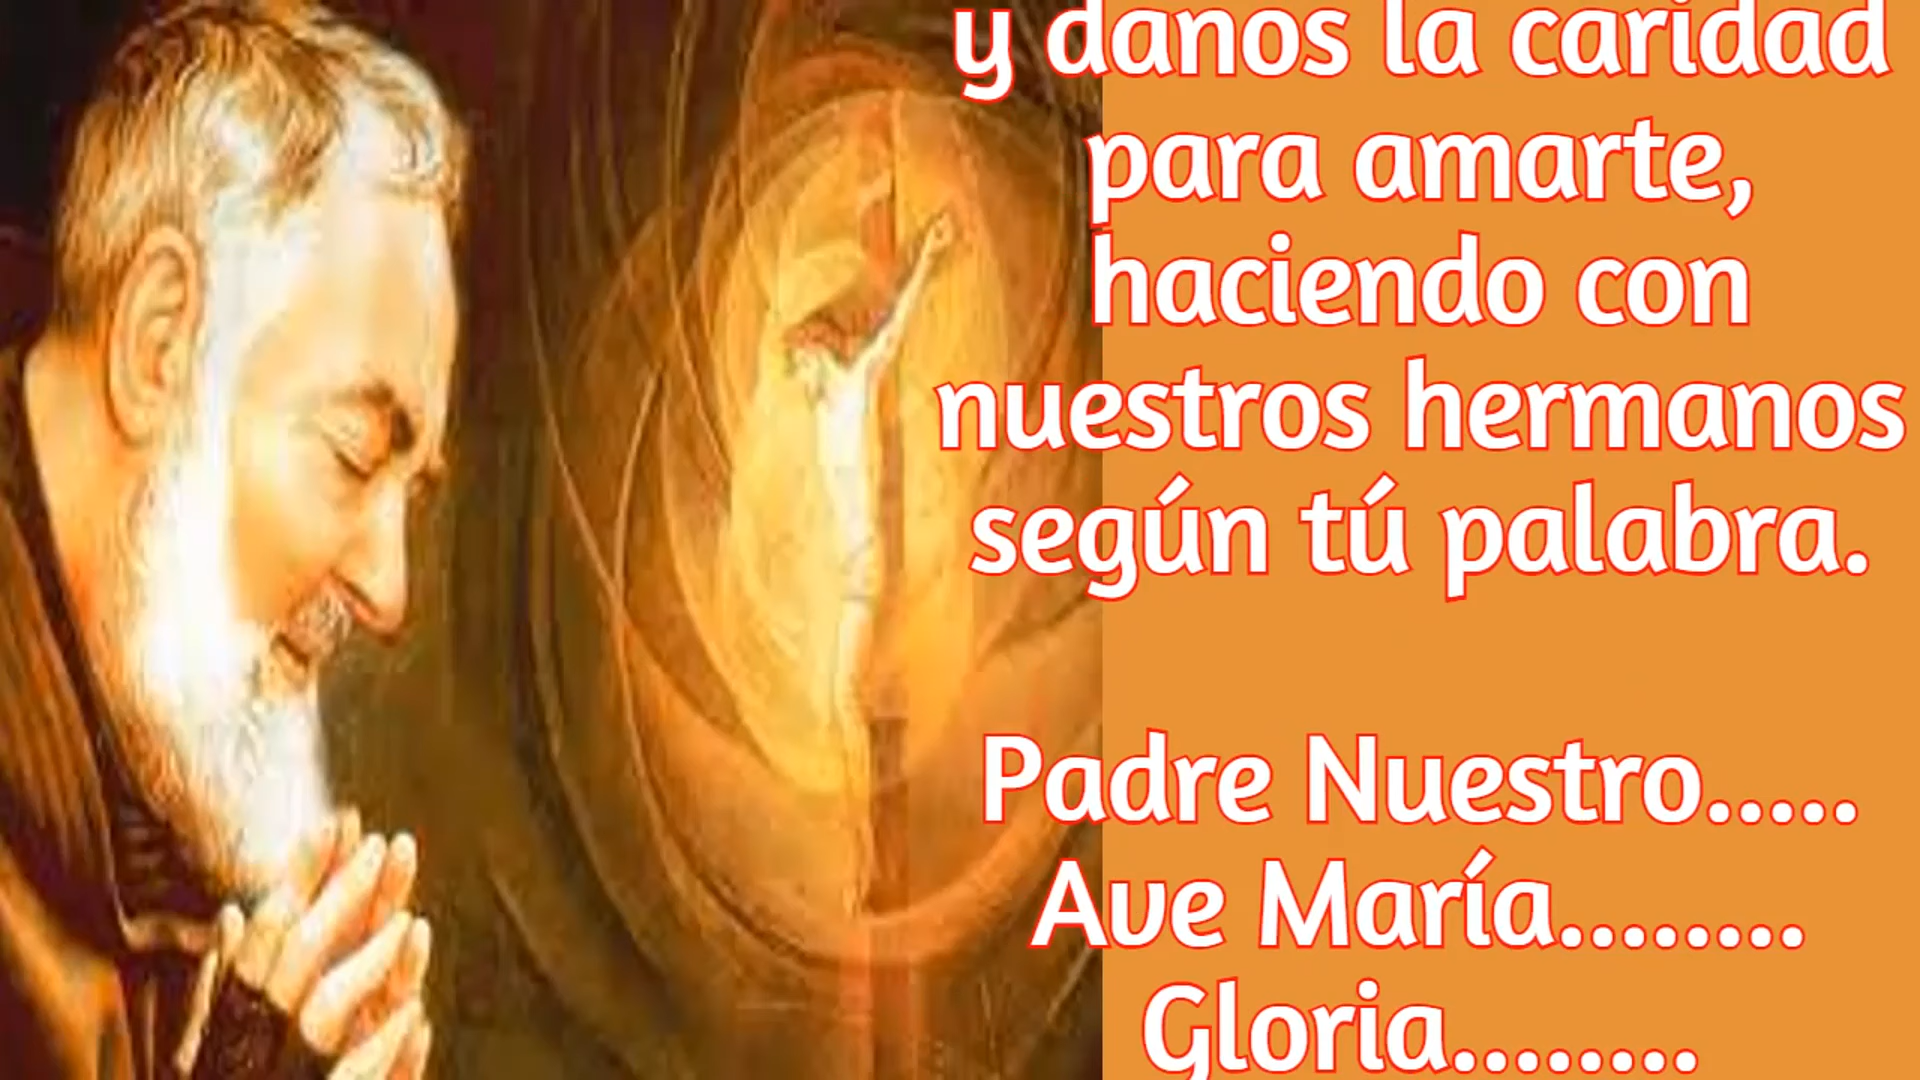 y danos la caridad
para amarte,
haciendo con
nuestros hermanos
según tú palabra.
Padre Nuestro.....
Ave María........
Gloria........